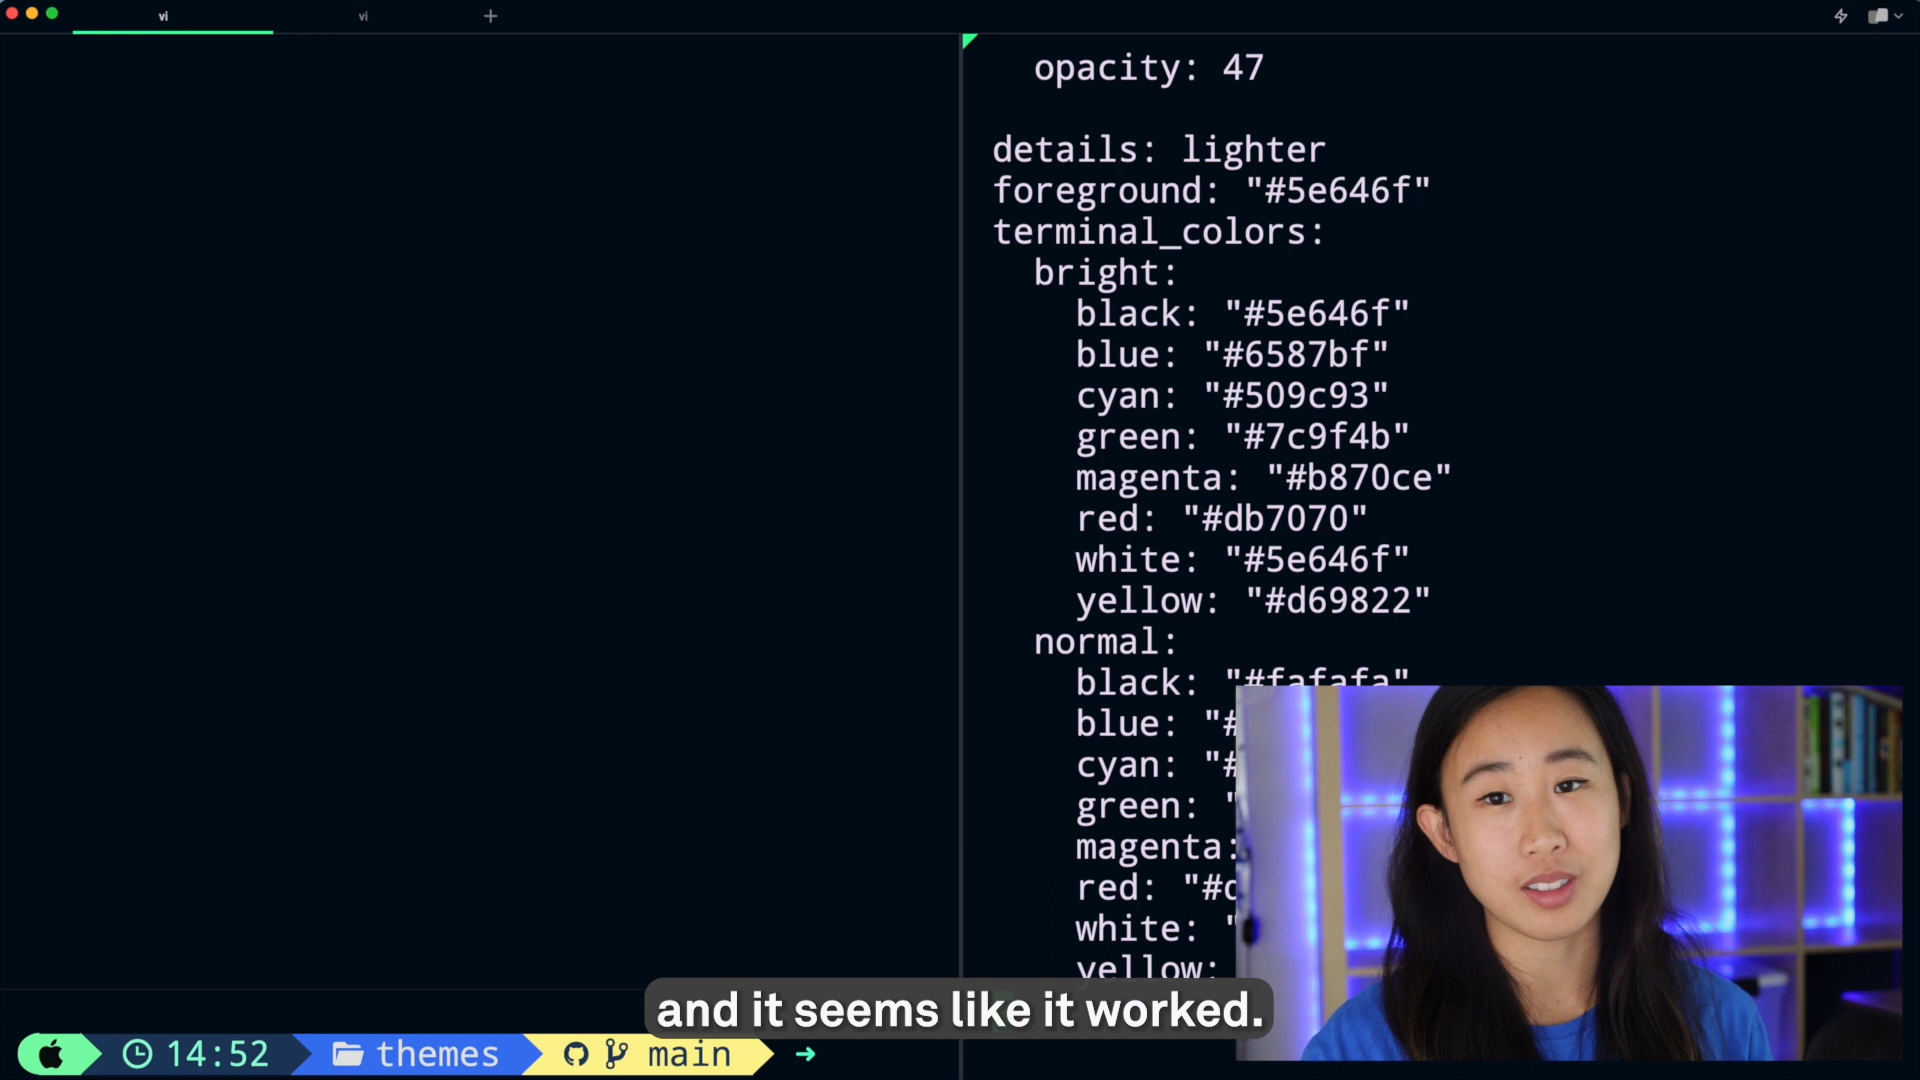 vi
vi
opacity: 47
details: lighter
foreground: "#5e646f"
terminal_colors:
bright:
black: "#5e646f"
blue: "#6587bf"
cyan: "#509c93"
green: "#7c9f4b"
magenta: "#b870ce"
red: "#db7070"
white: "#5e646f"
yellow: "#d69822"
normal:
black: "#fafafa"
blue: "#
cyan: "#
green: "
magenta:
red: "#
white: "
yellow:
and it seems like it worked.
14:52 themes main